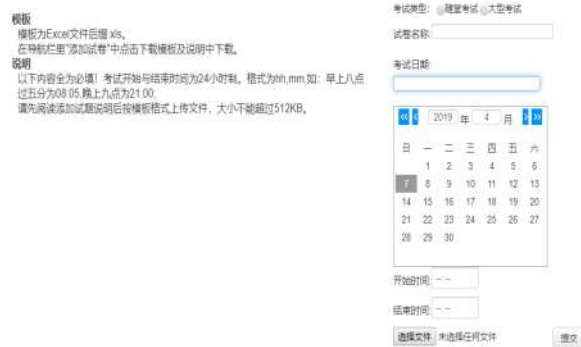 模板
模板为Excel文件后缀.xls。
在导航栏里"添加试卷"中点击下载模板及说明中下载。
说明
以下内容全为必填！考试开始与结束时间为24小时制。格式为hh,mm,如：早上八点
过五分为08:05,晚上九点为21:00;
请先阅读添加试题说明后按模板格式上传文件，大小不能超过512KB。
考试类型: 随堂考试 大型考试
试卷名称:
考试日期:
« ‹ 2019 年 4 月 › »
日 一 二 三 四 五 六
1 2 3 4 5 6
7 8 9 10 11 12 13
14 15 16 17 18 19 20
21 22 23 24 25 26 27
28 29 30
开始时间: --:--
结束时间: --:--
选择文件 未选择任何文件
提交